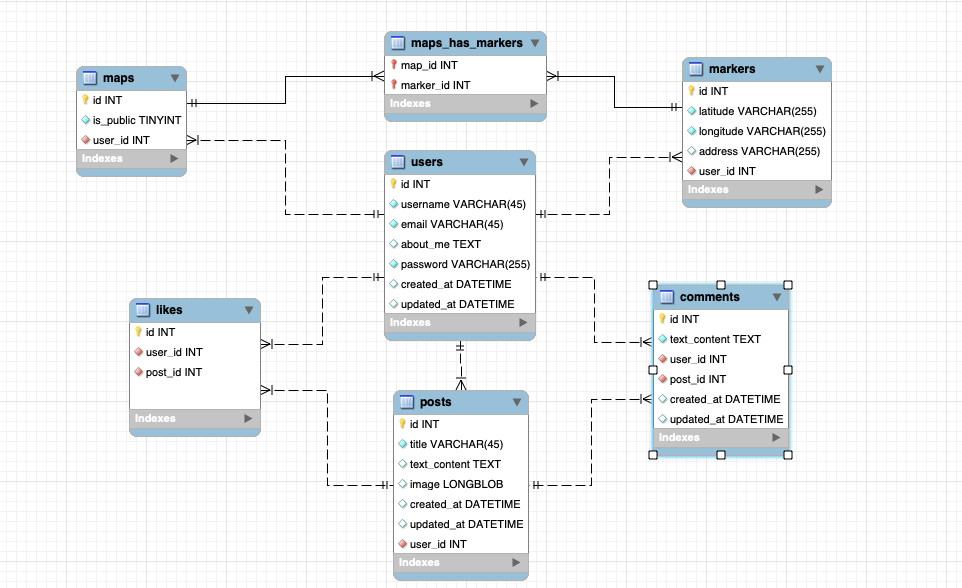 maps
id INT
is_public TINYINT
user_id INT
Indexes
maps_has_markers
map_id INT
marker_id INT
Indexes
markers
id INT
latitude VARCHAR(255)
longitude VARCHAR(255)
address VARCHAR(255)
user_id INT
Indexes
users
id INT
username VARCHAR(45)
email VARCHAR(45)
about_me TEXT
password VARCHAR(255)
created_at DATETIME
updated_at DATETIME
Indexes
likes
id INT
user_id INT
post_id INT
Indexes
comments
id INT
text_content TEXT
user_id INT
post_id INT
created_at DATETIME
updated_at DATETIME
Indexes
posts
id INT
title VARCHAR(45)
text_content TEXT
image LONGBLOB
created_at DATETIME
updated_at DATETIME
user_id INT
Indexes